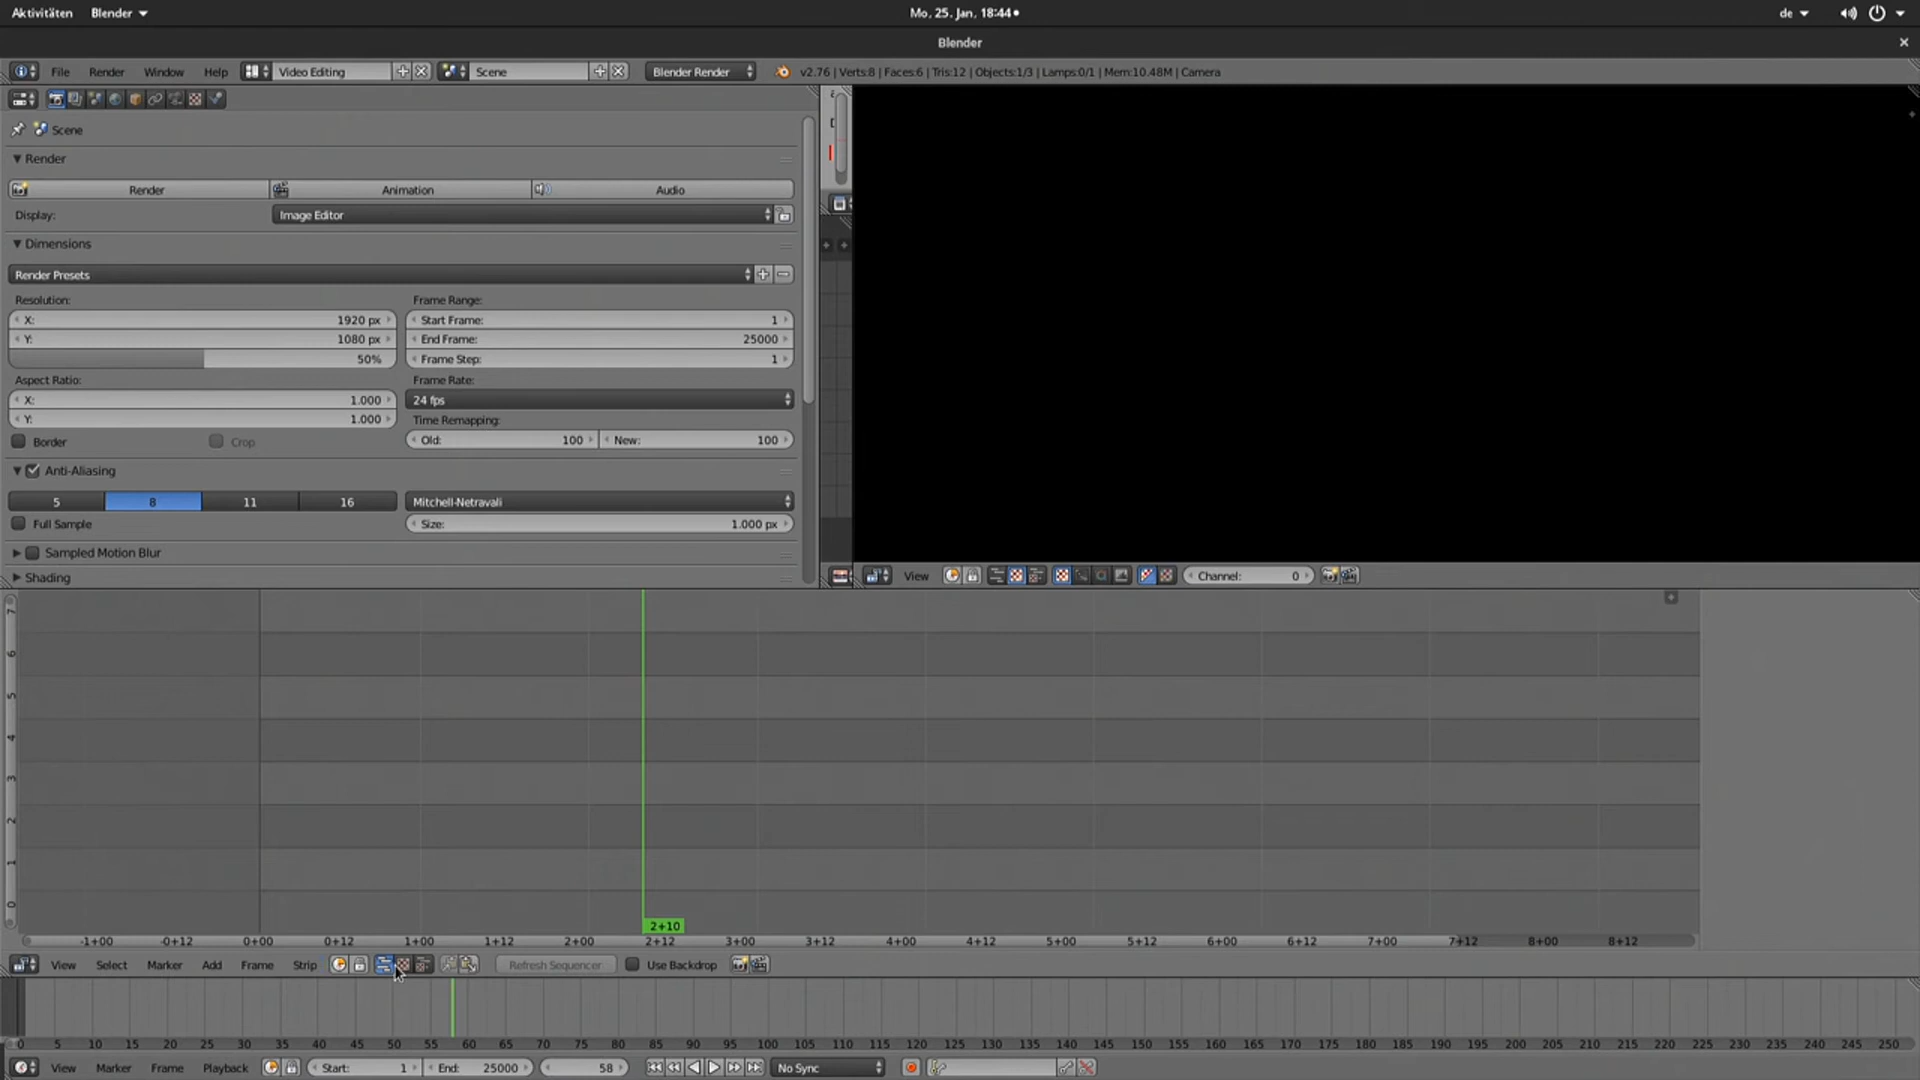 Aktivitäten Blender Mo, 25. Jan, 18:44 de
Blender
File Render Window Help Video Editing Scene Blender Render v2.76 | Verts:8 | Faces:6 | Tris:12 | Objects:1/3 | Lamps:0/1 | Mem:10.48M | Camera
Scene
Render
Render Animation Audio
Display: Image Editor
Dimensions
Render Presets
Resolution: Frame Range:
X: 1920 px Start Frame: 1
Y: 1080 px End Frame: 25000
50% Frame Step: 1
Aspect Ratio: Frame Rate:
X: 1.000 24 fps
Y: 1.000 Time Remapping:
Border Crop Old: 100 New: 100
Anti-Aliasing
5 8 11 16 Mitchell-Netravali
Full Sample Size: 1.000 px
Sampled Motion Blur
Shading
View Channel: 0
7
6
5
4
3
2
1
0
2+10
-1+00 -0+12 0+00 0+12 1+00 1+12 2+00 2+12 3+00 3+12 4+00 4+12 5+00 5+12 6+00 6+12 7+00 7+12 8+00 8+12
View Select Marker Add Frame Strip Refresh Sequencer Use Backdrop
0 5 10 15 20 25 30 35 40 45 50 55 60 65 70 75 80 85 90 95 100 105 110 115 120 125 130 135 140 145 150 155 160 165 170 175 180 185 190 195 200 205 210 215 220 225 230 235 240 245 250
View Marker Frame Playback Start: 1 End: 25000 58 No Sync